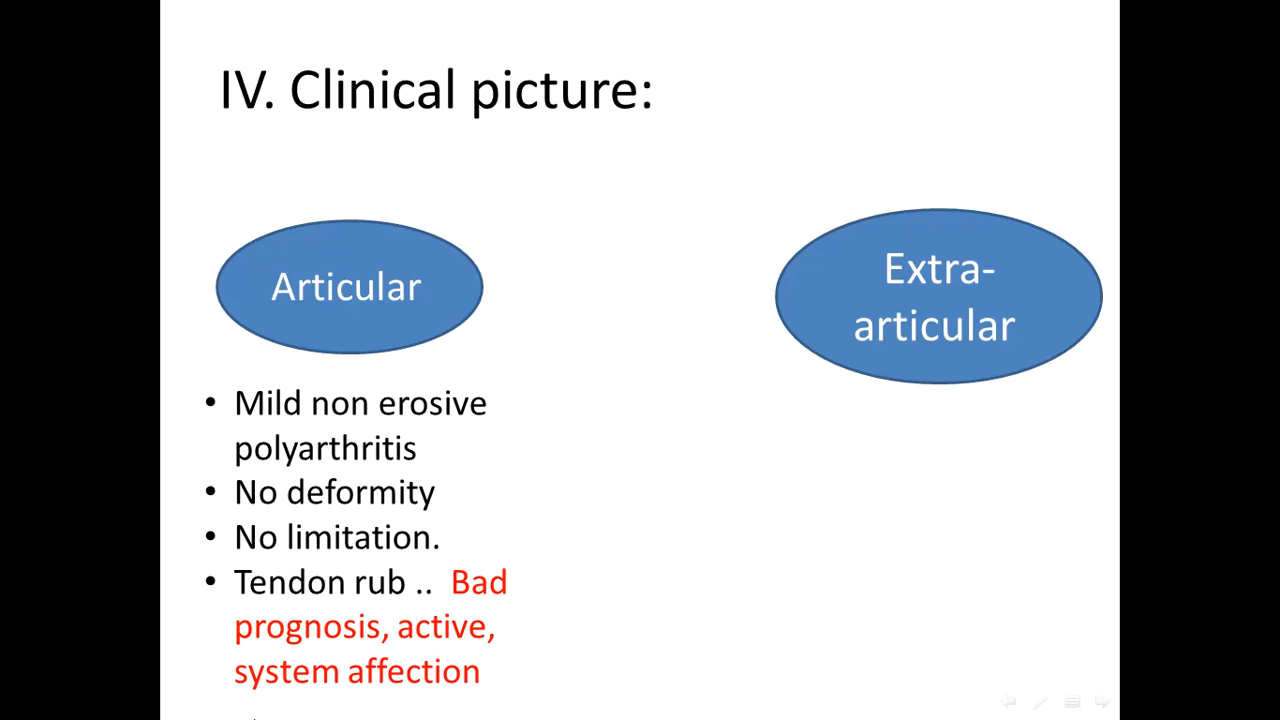 IV. Clinical picture:
Articular
Extra-
articular
• Mild non erosive
polyarthritis
• No deformity
• No limitation.
• Tendon rub .. Bad
prognosis, active,
system affection